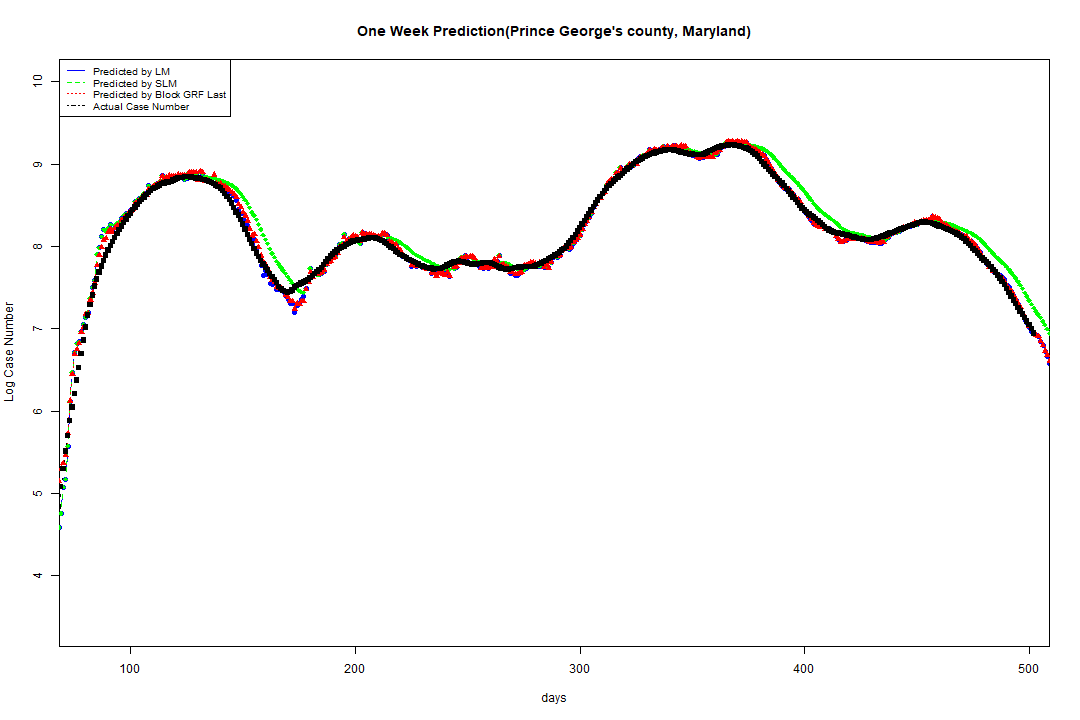 One Week Prediction(Prince George's county, Maryland)
Predicted by LM
Predicted by SLM
Predicted by Block GRF Last
Actual Case Number
Log Case Number
10
9
8
7
6
5
4
100 200 300 400 500
days